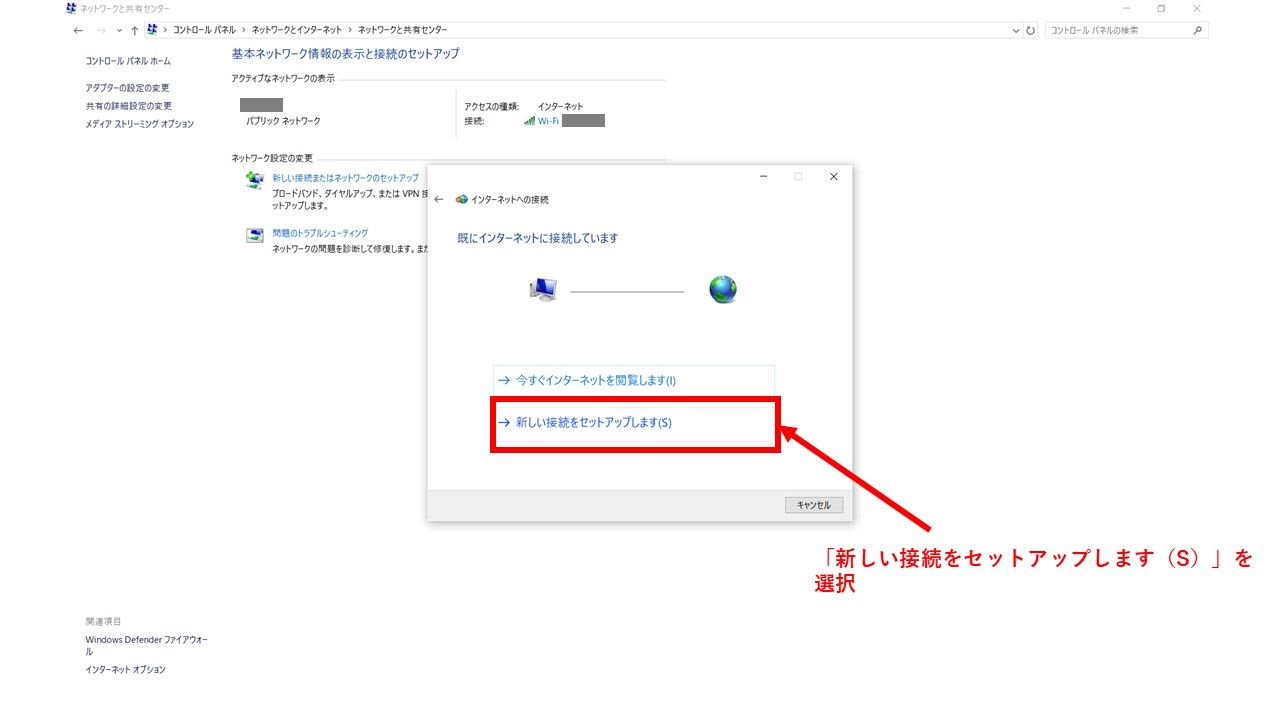 ネットワークと共有センター
コントロール パネル › ネットワークとインターネット › ネットワークと共有センター
コントロール パネルの検索
コントロール パネル ホーム
アダプターの設定の変更
共有の詳細設定の変更
メディア ストリーミング オプション
基本ネットワーク情報の表示と接続のセットアップ
アクティブなネットワークの表示
パブリック ネットワーク
アクセスの種類: インターネット
接続: Wi-Fi
ネットワーク設定の変更
新しい接続またはネットワークのセットアップ
ブロードバンド、ダイヤルアップ、または VPN 接
ットアップします。
問題のトラブルシューティング
ネットワークの問題を診断して修復します。また
インターネットへの接続
既にインターネットに接続しています
今すぐインターネットを閲覧します(I)
新しい接続をセットアップします(S)
キャンセル
「新しい接続をセットアップします（S）」を
選択
関連項目
Windows Defender ファイアウォー
ル
インターネット オプション